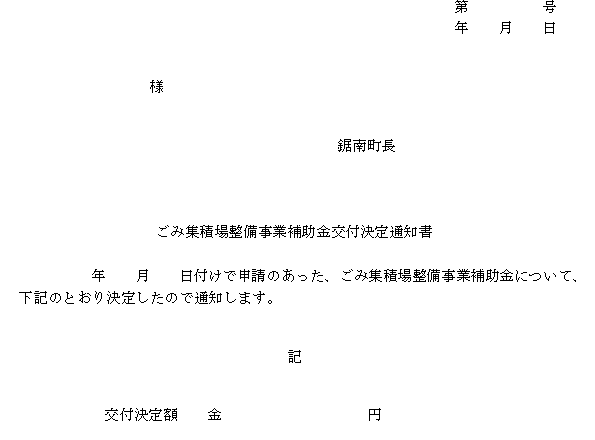 第　　　　　号
年　　月　　日
様
鋸南町長
ごみ集積場整備事業補助金交付決定通知書
年　　月　　日付けで申請のあった、ごみ集積場整備事業補助金について、
下記のとおり決定したので通知します。
記
交付決定額　　金　　　　　　　　　　円